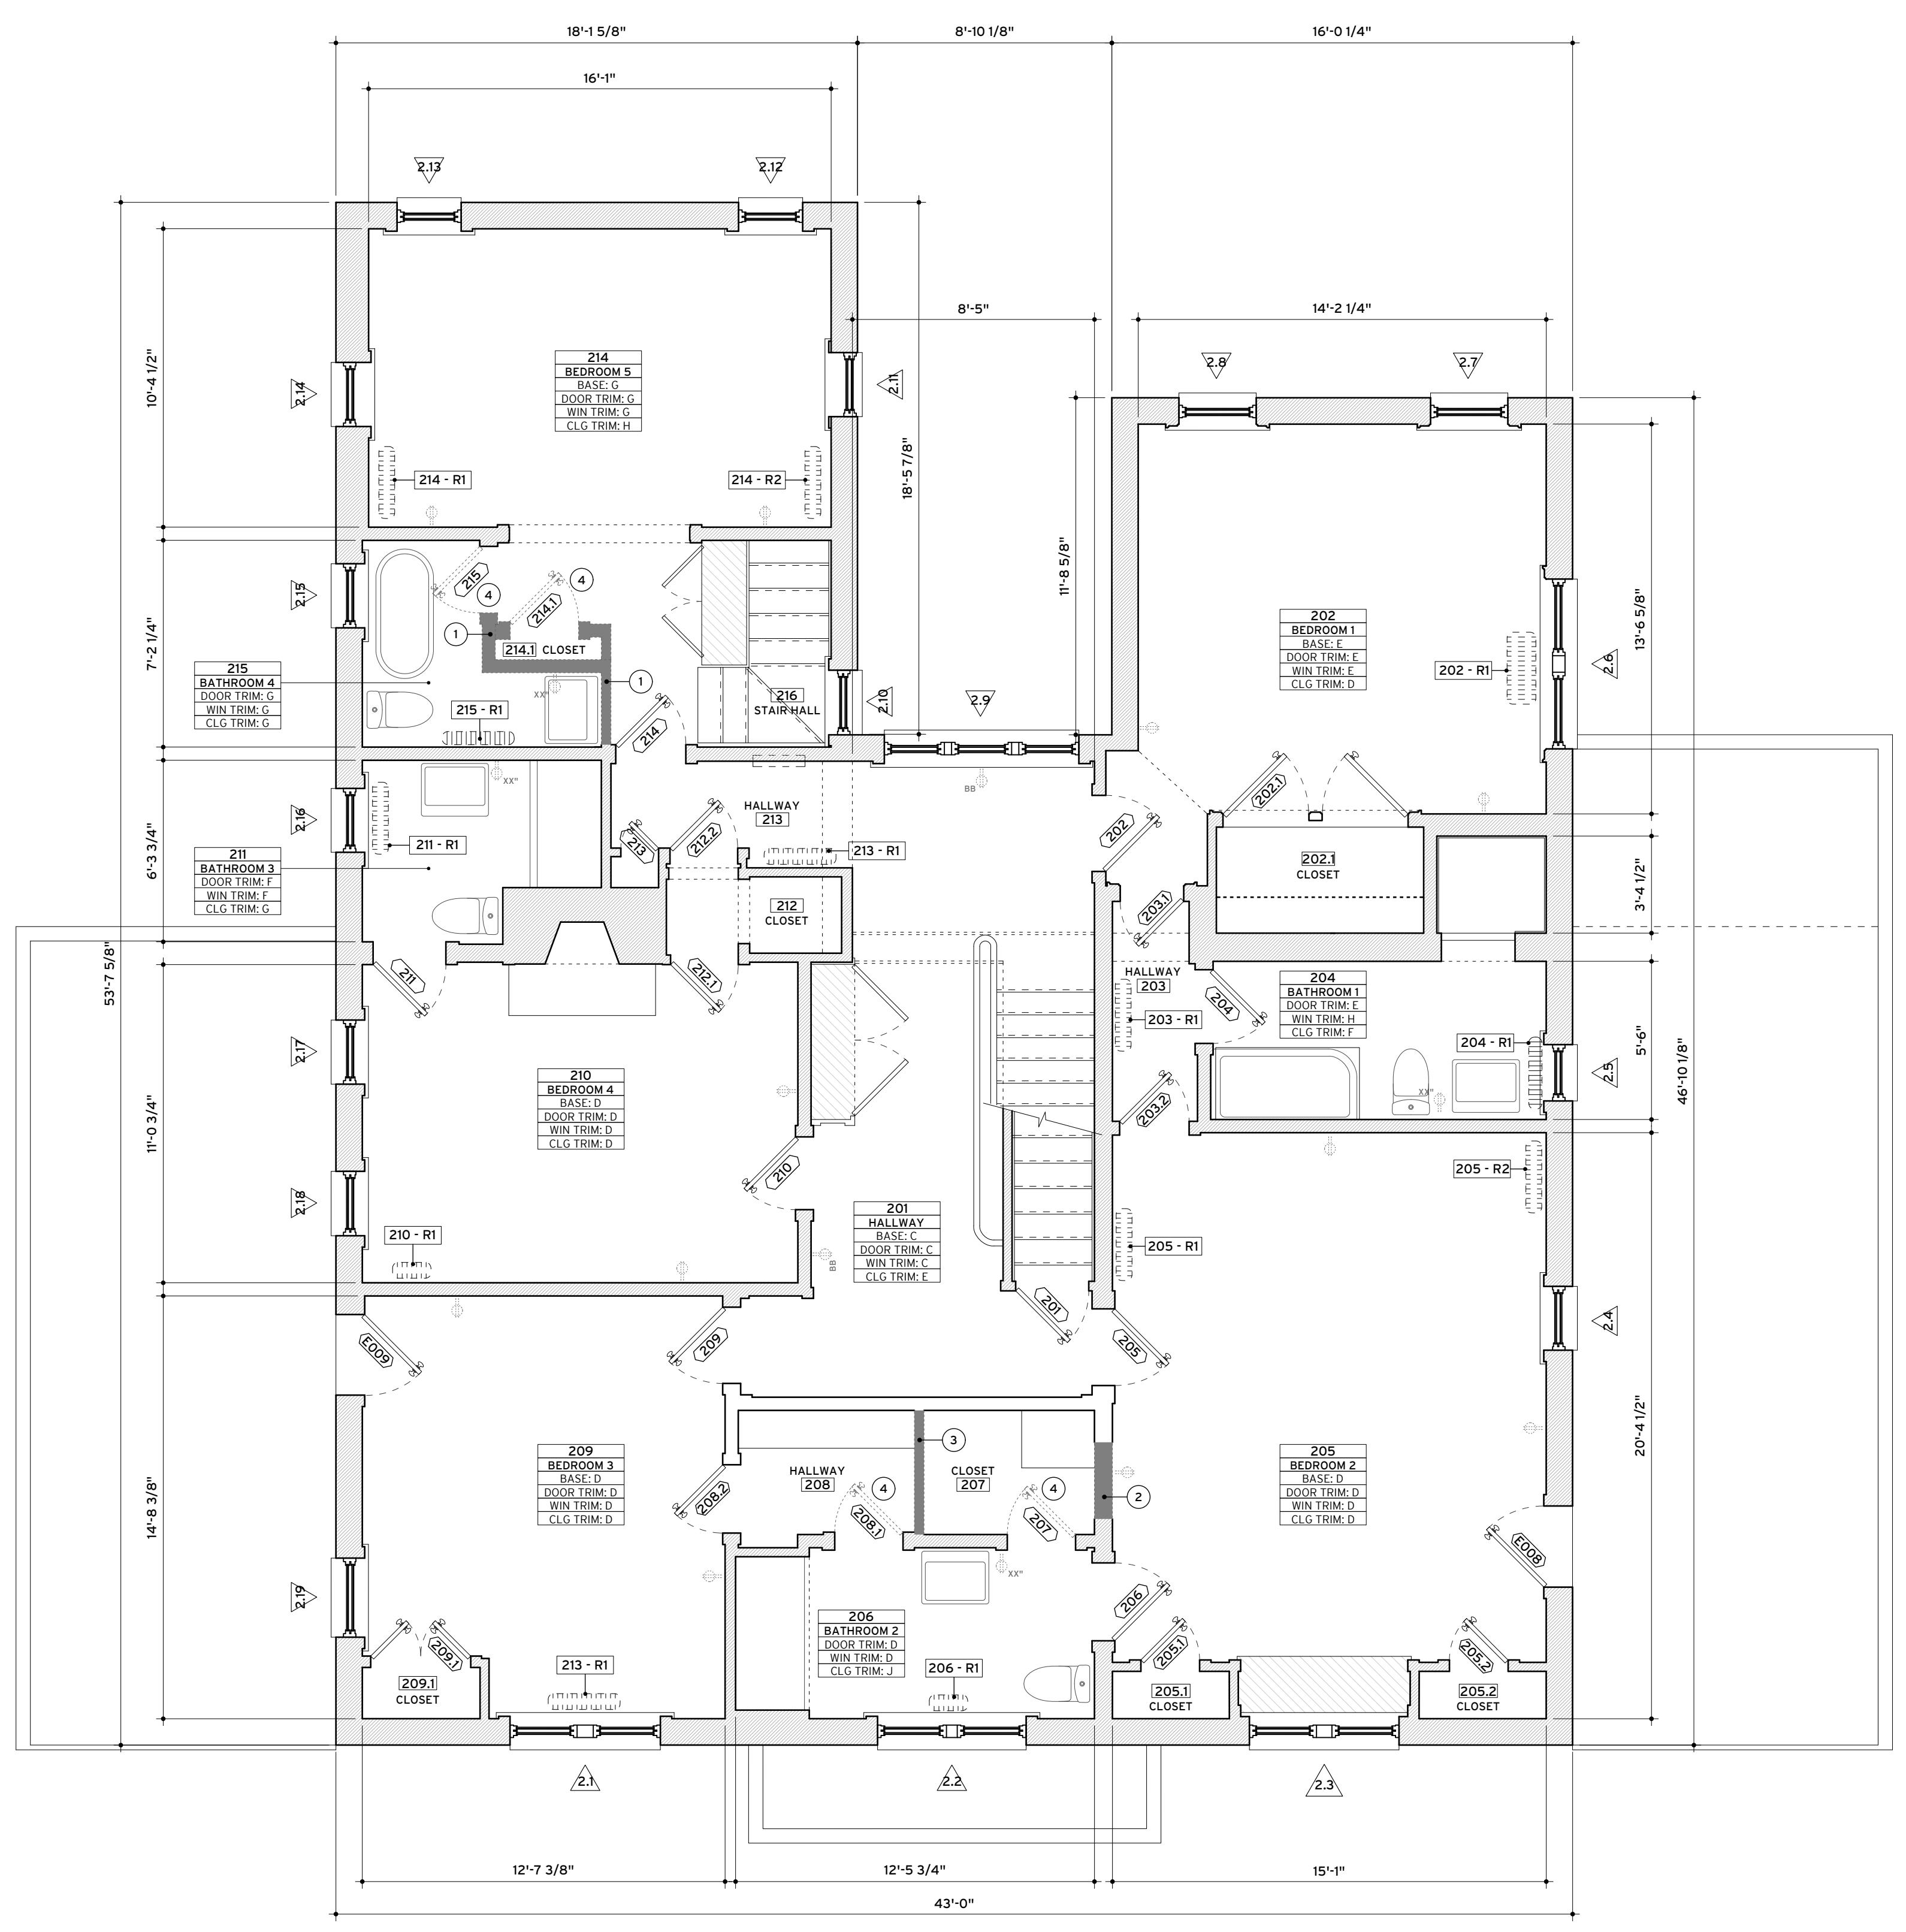 18'-1 5/8"
8'-10 1/8"
16'-0 1/4"
16'-1"
2.13
2.12
8'-5"
14'-2 1/4"
10'-4 1/2"
214
BEDROOM 5
BASE: G
DOOR TRIM: G
WIN TRIM: G
CLG TRIM: H
2.14
2.11
2.8
2.7
18'-5 7/8"
214 - R1
214 - R2
11'-8 5/8"
202
BEDROOM 1
BASE: E
DOOR TRIM: E
WIN TRIM: E
CLG TRIM: D
13'-6 5/8"
2.15
215
4
4
214.1
1
214.1 CLOSET
7'-2 1/4"
215
BATHROOM 4
DOOR TRIM: G
WIN TRIM: G
CLG TRIM: G
1
XX"
215 - R1
216
STAIR HALL
2.10
2.9
202 - R1
2.6
214
XX"
BB
202.1
6'-3 3/4"
2.16
HALLWAY
213
213
212.2
202
211 - R1
213 - R1
211
BATHROOM 3
DOOR TRIM: F
WIN TRIM: F
CLG TRIM: G
202.1
CLOSET
3'-4 1/2"
212
CLOSET
203.1
53'-7 5/8"
211
212.1
HALLWAY
203
204
204
BATHROOM 1
DOOR TRIM: E
WIN TRIM: H
CLG TRIM: F
203 - R1
204 - R1
5'-6"
46'-10 1/8"
2.17
2.5
210
BEDROOM 4
BASE: D
DOOR TRIM: D
WIN TRIM: D
CLG TRIM: D
XX"
11'-0 3/4"
203.2
210
205 - R2
2.18
201
HALLWAY
BASE: C
DOOR TRIM: C
WIN TRIM: C
CLG TRIM: E
210 - R1
205 - R1
BB
201
2.4
E009
209
205
20'-4 1/2"
209
BEDROOM 3
BASE: D
DOOR TRIM: D
WIN TRIM: D
CLG TRIM: D
3
HALLWAY
208
CLOSET
207
205
BEDROOM 2
BASE: D
DOOR TRIM: D
WIN TRIM: D
CLG TRIM: D
4
4
2
208.2
208.1
207
14'-8 3/8"
E008
XX"
2.19
206
206
BATHROOM 2
DOOR TRIM: D
WIN TRIM: D
CLG TRIM: J
209.1
205.1
205.2
213 - R1
206 - R1
209.1
CLOSET
205.1
CLOSET
205.2
CLOSET
2.1
2.2
2.3
12'-7 3/8"
12'-5 3/4"
15'-1"
43'-0"